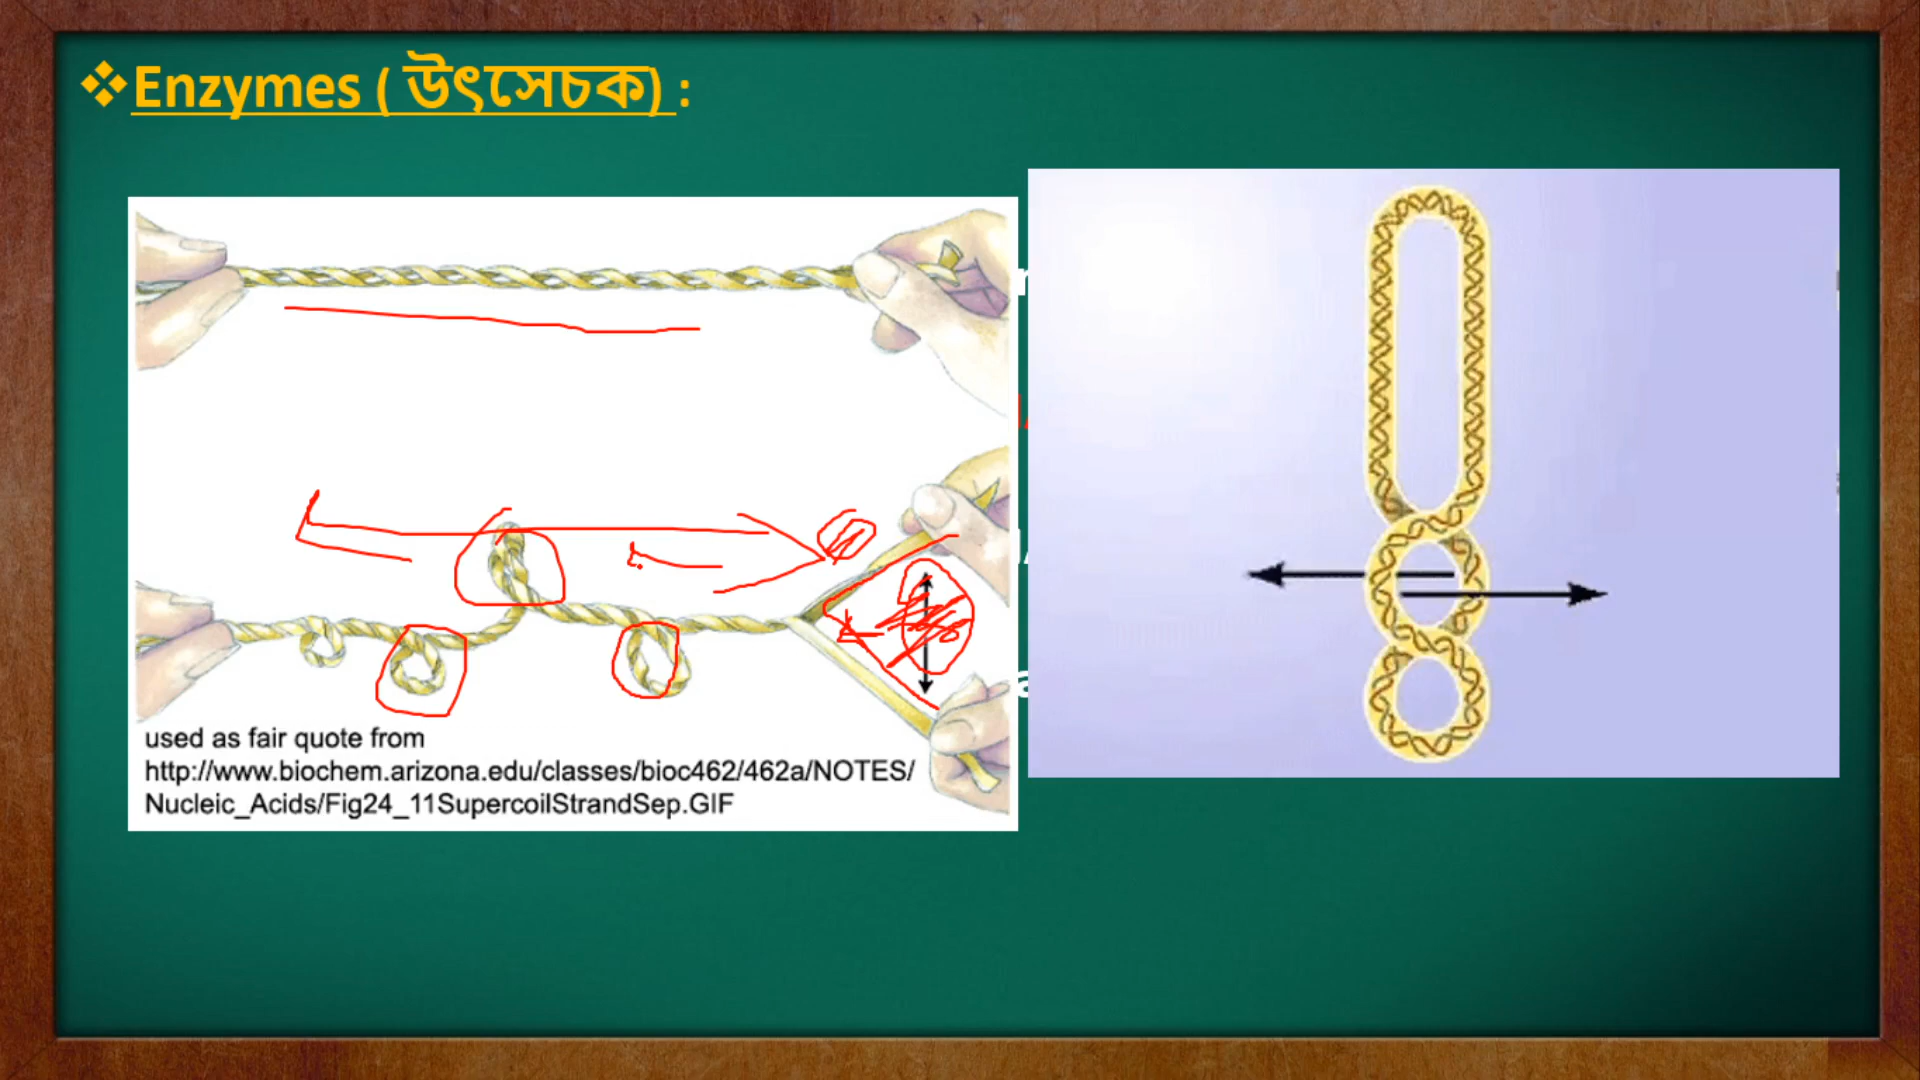 ❖Enzymes ( উৎসেচক) :
used as fair quote from
http://www.biochem.arizona.edu/classes/bioc462/462a/NOTES/
Nucleic_Acids/Fig24_11SupercoilStrandSep.GIF